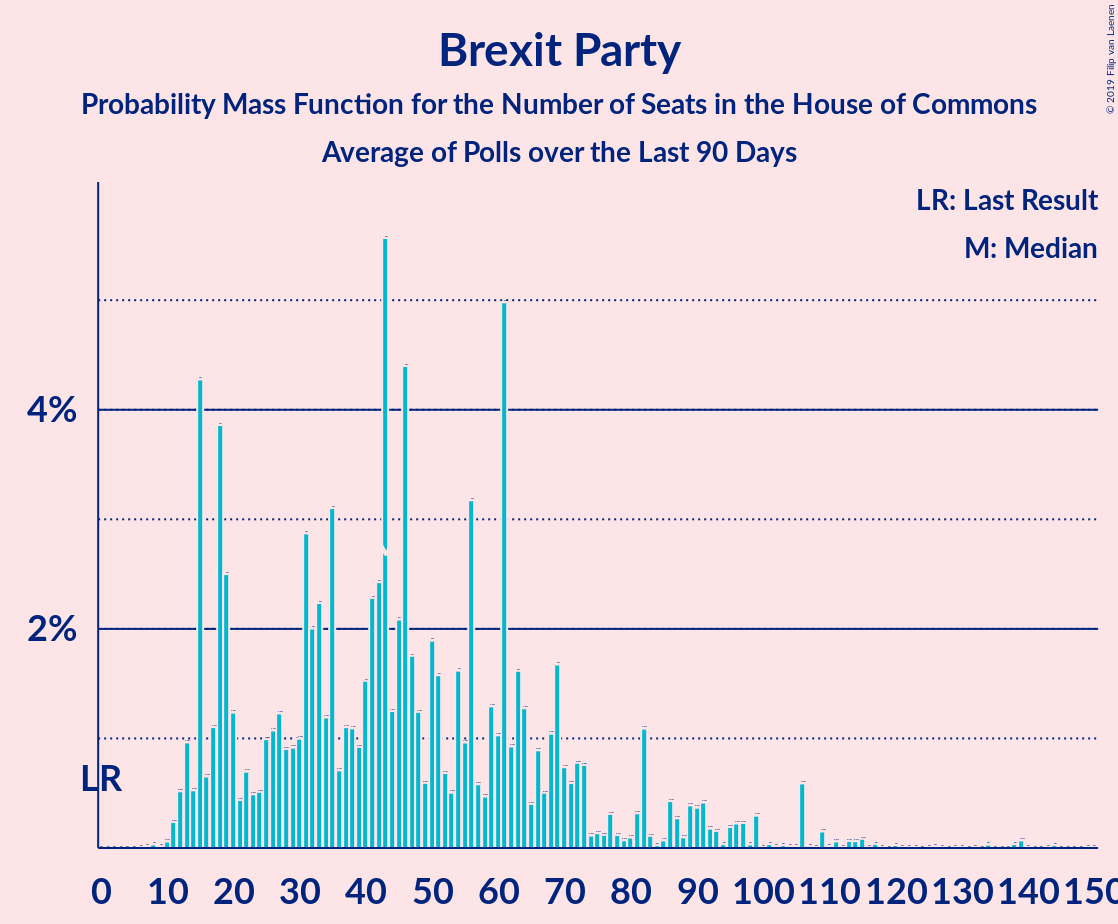 © 2019 Filip van Laenen
Brexit Party
Probability Mass Function for the Number of Seats in the House of Commons
Average of Polls over the Last 90 Days
LR: Last Result
M: Median
4%
2%
LR
0 10 20 30 40 50 60 70 80 90 100 110 120 130 140 150